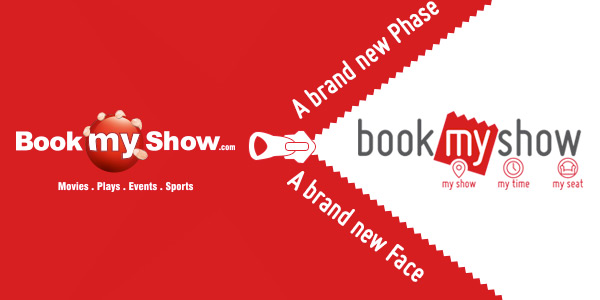 BookmyShow.com
Movies . Plays . Events . Sports
A brand new Phase
A brand new Face
bookmyshow
my show
my time
my seat